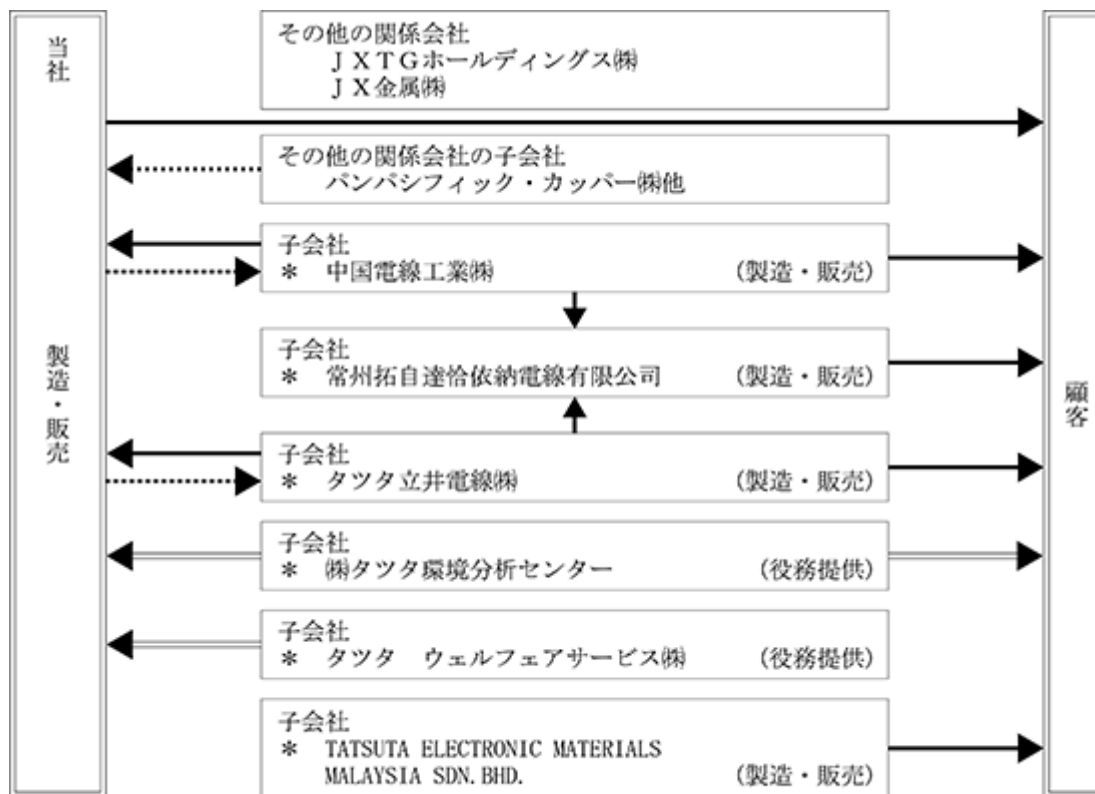 当社
製造・販売
その他の関係会社
ＪＸＴＧホールディングス㈱
ＪＸ金属㈱
その他の関係会社の子会社
パンパシフィック・カッパー㈱他
子会社
＊ 中国電線工業㈱ (製造・販売)
子会社
＊ 常州拓自達恰依納電線有限公司 (製造・販売)
子会社
＊ タツタ立井電線㈱ (製造・販売)
子会社
＊ ㈱タツタ環境分析センター (役務提供)
子会社
＊ タツタ　ウェルフェアサービス㈱ (役務提供)
子会社
＊ TATSUTA ELECTRONIC MATERIALS
MALAYSIA SDN.BHD. (製造・販売)
顧客